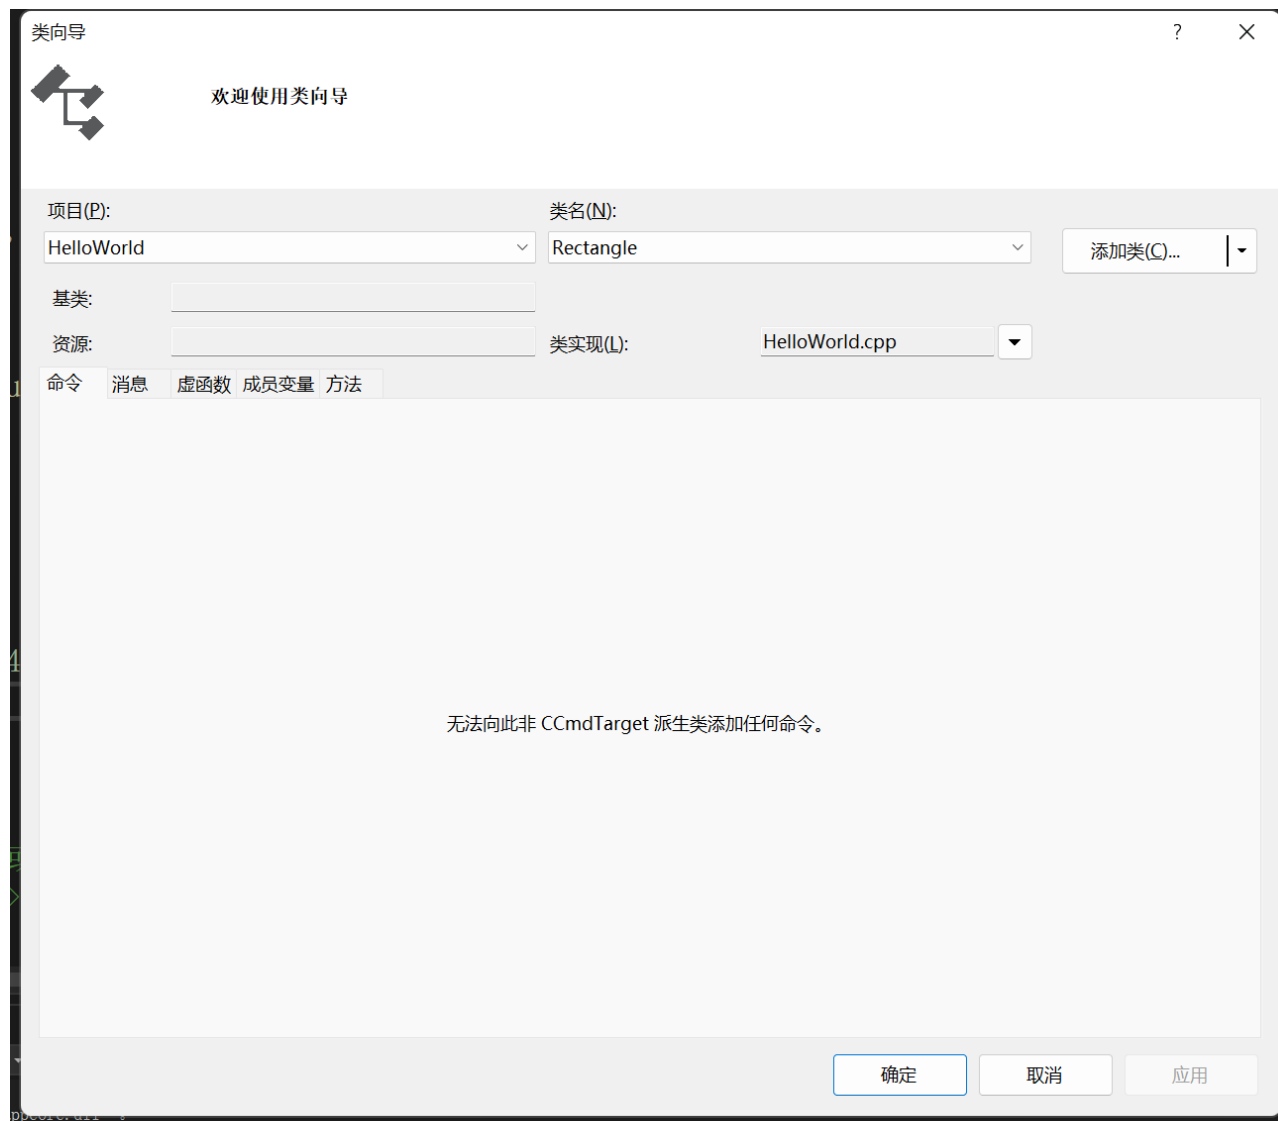 类向导
?
欢迎使用类向导
项目(P):
类名(N):
HelloWorld
Rectangle
添加类(C)...
基类:
资源:
类实现(L):
HelloWorld.cpp
命令 消息 虚函数 成员变量 方法
无法向此非 CCmdTarget 派生类添加任何命令。
确定
取消
应用